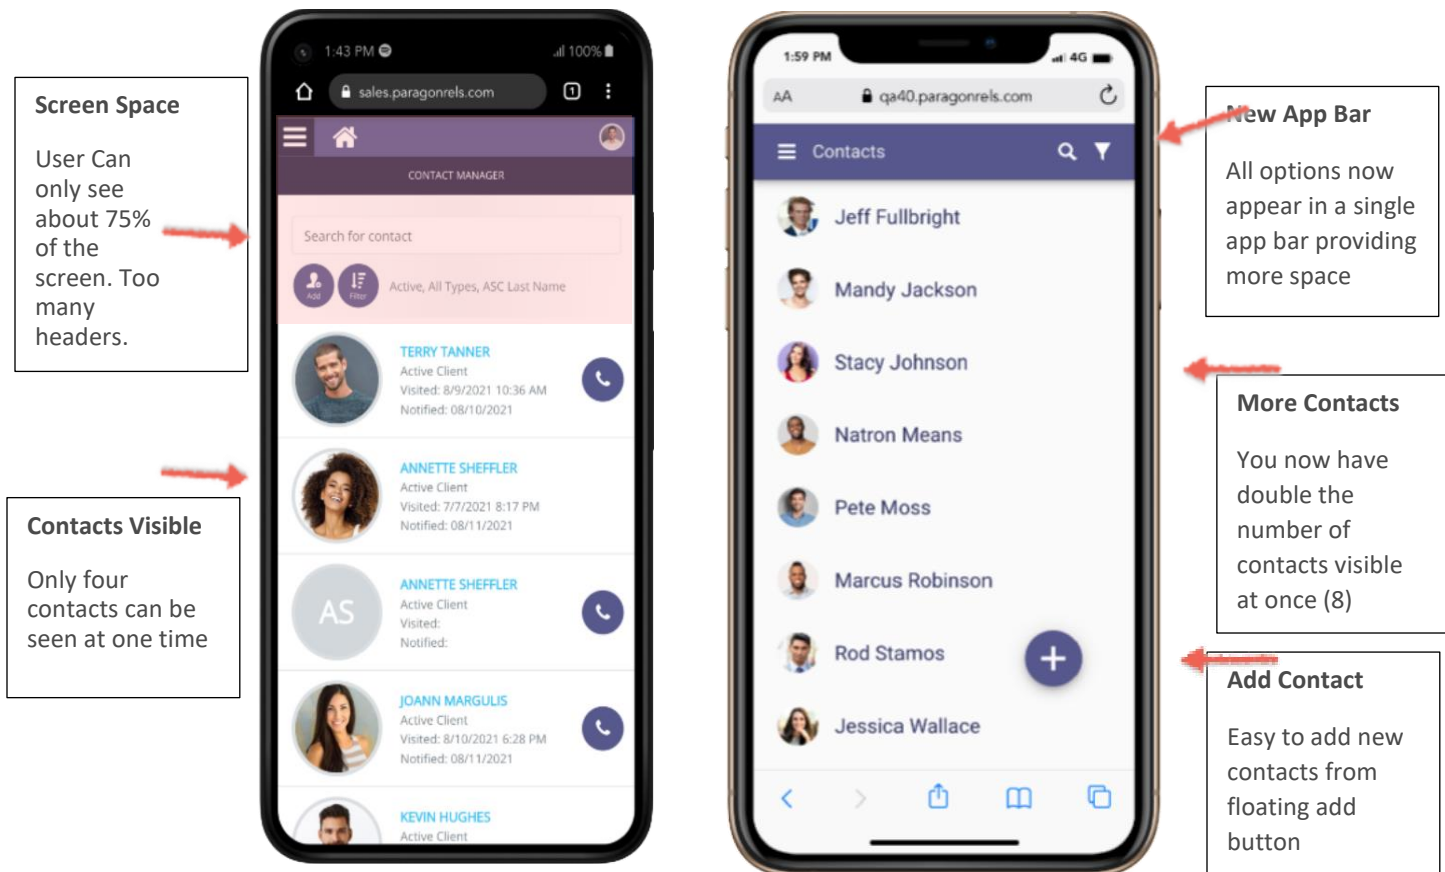 Screen Space
User Can
only see
about 75%
of the
screen. Too
many
headers.
Contacts Visible
Only four
contacts can be
seen at one time
1:43 PM
100%
sales.paragonrels.com
1
CONTACT MANAGER
Search for contact
Add
Filter
Active, All Types, ASC Last Name
TERRY TANNER
Active Client
Visited: 8/9/2021 10:36 AM
Notified: 08/10/2021
ANNETTE SHEFFLER
Active Client
Visited: 7/7/2021 8:17 PM
Notified: 08/11/2021
AS
ANNETTE SHEFFLER
Active Client
Visited:
Notified:
JOANN MARGULIS
Active Client
Visited: 8/10/2021 6:28 PM
Notified: 08/11/2021
KEVIN HUGHES
Active Client
1:59 PM
4G
AA
qa40.paragonrels.com
Contacts
Jeff Fullbright
Mandy Jackson
Stacy Johnson
Natron Means
Pete Moss
Marcus Robinson
Rod Stamos
Jessica Wallace
New App Bar
All options now
appear in a single
app bar providing
more space
More Contacts
You now have
double the
number of
contacts visible
at once (8)
Add Contact
Easy to add new
contacts from
floating add
button